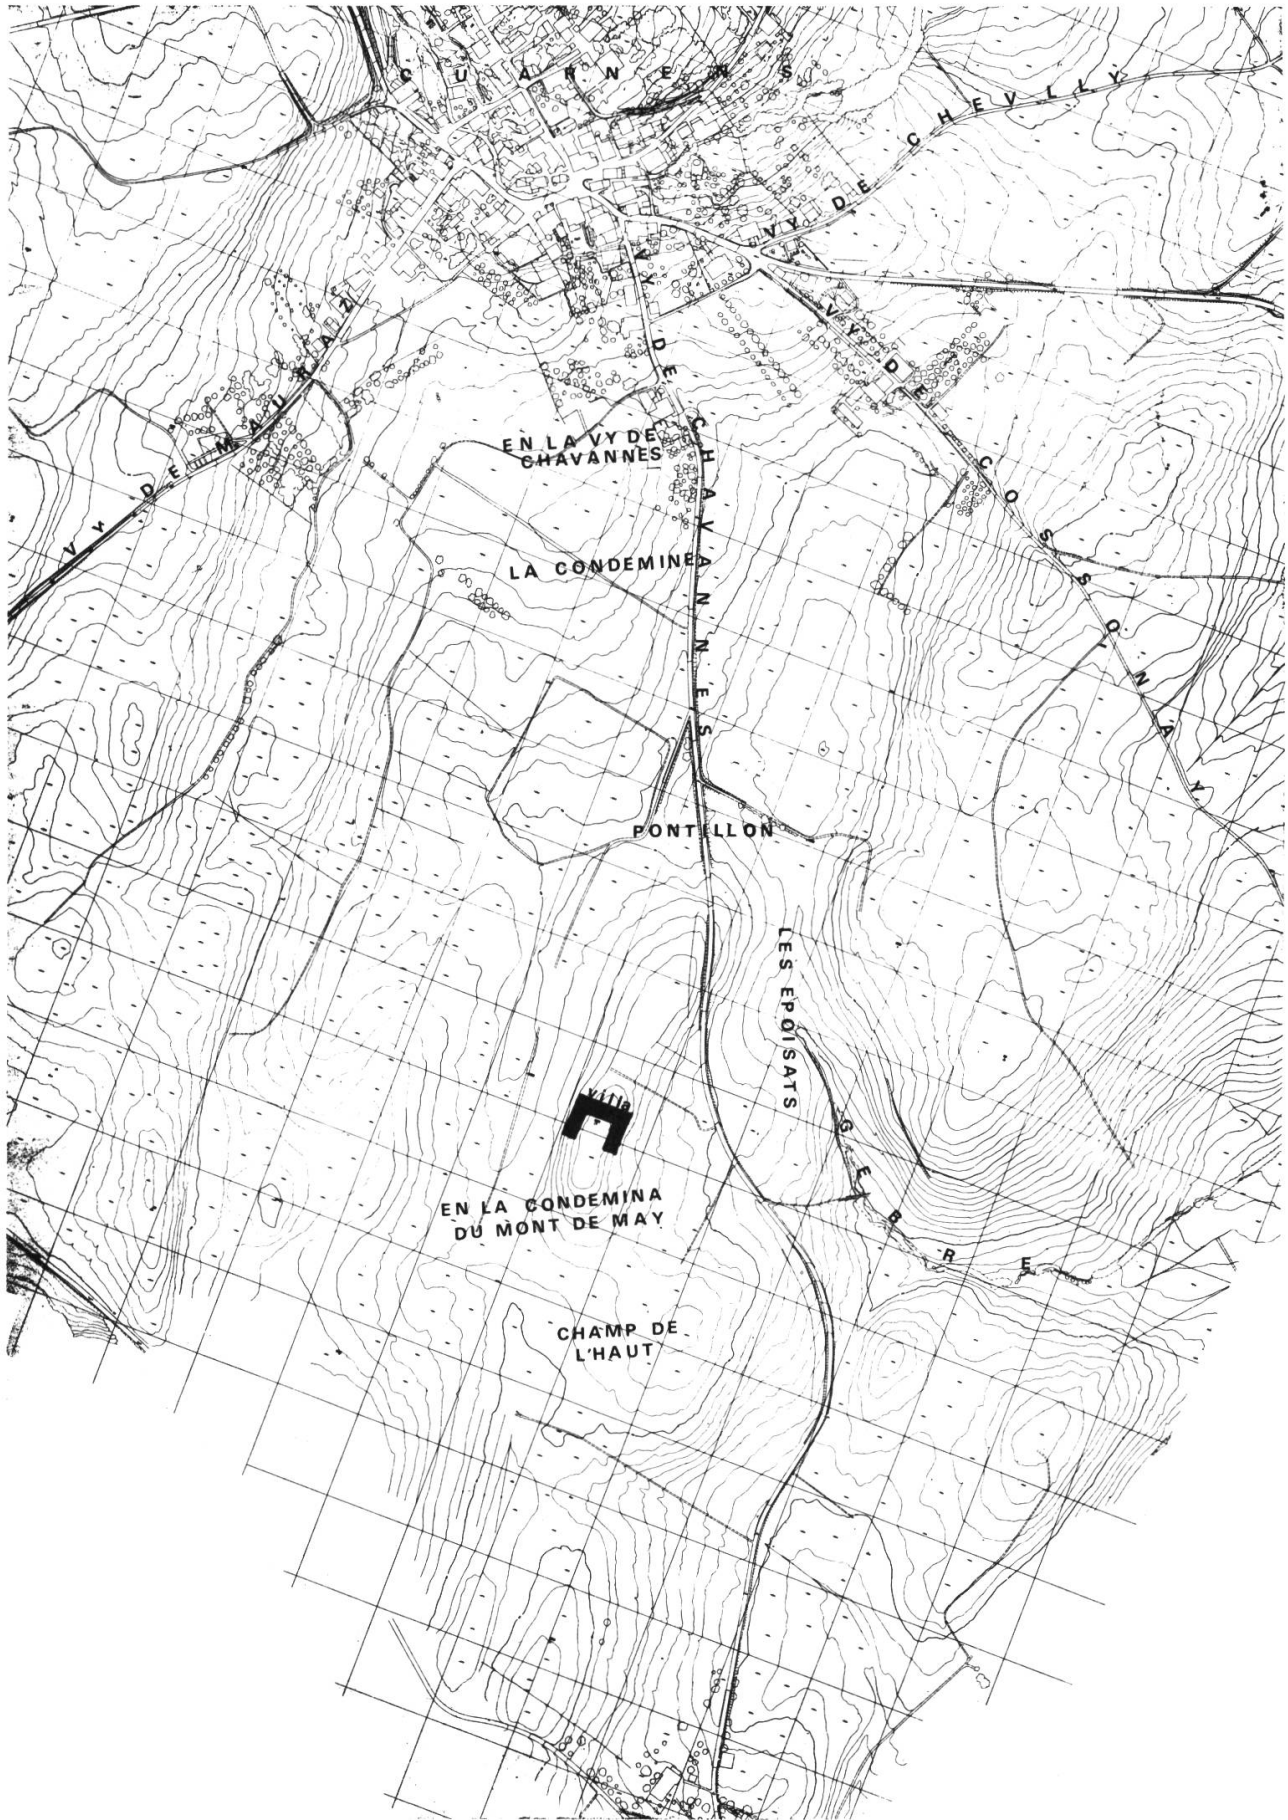 CUARNENS
VY DE CHEVILLY
VY DE MAURAZ
VY DE CHAVANNES
VY DE COSSONAY
EN LA VY DE
CHAVANNES
LA CONDEMINE
PONTILLON
LES EPOISATS
villa
GEBRE
EN LA CONDEMINA
DU MONT DE MAY
CHAMP DE
L'HAUT